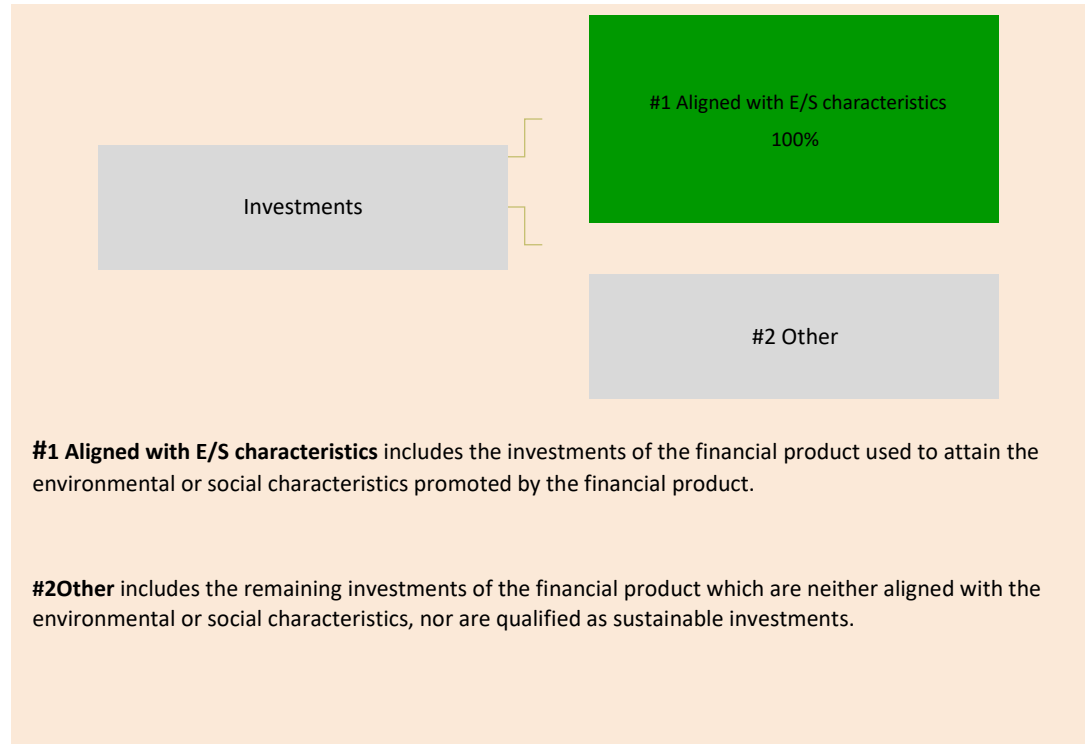 #1 Aligned with E/S characteristics
100%
Investments
#2 Other
#1 Aligned with E/S characteristics includes the investments of the financial product used to attain the
environmental or social characteristics promoted by the financial product.
#2Other includes the remaining investments of the financial product which are neither aligned with the
environmental or social characteristics, nor are qualified as sustainable investments.